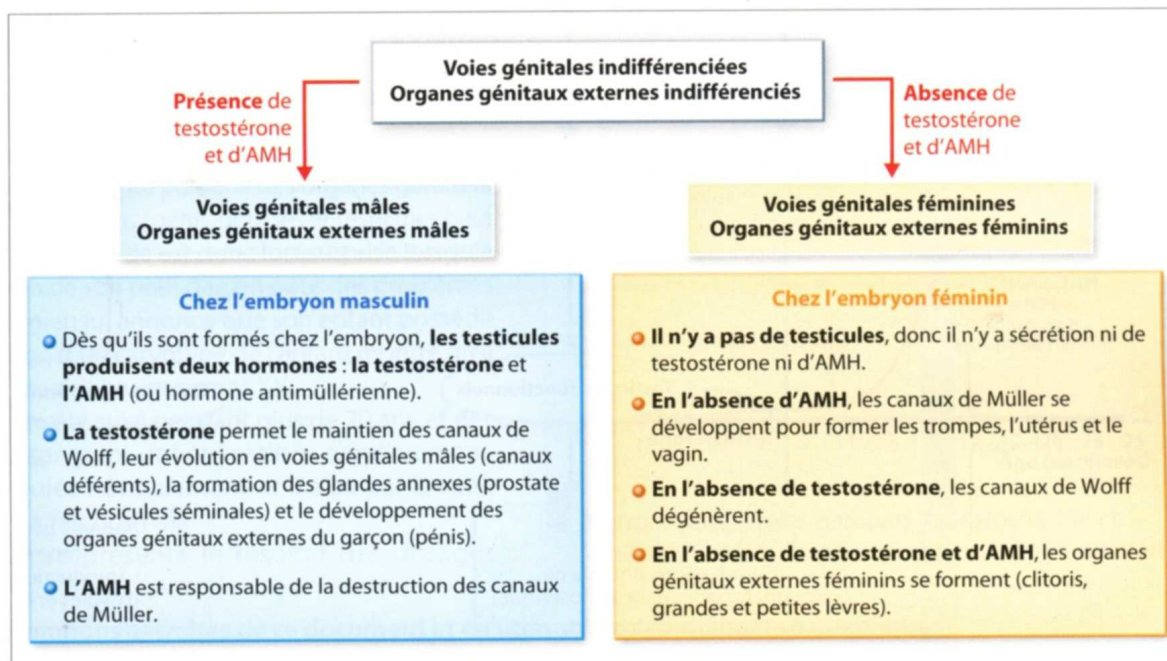 Voies génitales indifférenciées
Organes génitaux externes indifférenciés
Présence de
testostérone
et d'AMH
Absence de
testostérone
et d'AMH
Voies génitales mâles
Organes génitaux externes mâles
Voies génitales féminines
Organes génitaux externes féminins
Chez l'embryon masculin
Dès qu'ils sont formés chez l'embryon, les testicules
produisent deux hormones : la testostérone et
l'AMH (ou hormone antimüllérienne).
La testostérone permet le maintien des canaux de
Wolff, leur évolution en voies génitales mâles (canaux
déférents), la formation des glandes annexes (prostate
et vésicules séminales) et le développement des
organes génitaux externes du garçon (pénis).
L'AMH est responsable de la destruction des canaux
de Müller.
Chez l'embryon féminin
Il n'y a pas de testicules, donc il n'y a sécrétion ni de
testostérone ni d'AMH.
En l'absence d'AMH, les canaux de Müller se
développent pour former les trompes, l'utérus et le
vagin.
En l'absence de testostérone, les canaux de Wolff
dégénèrent.
En l'absence de testostérone et d'AMH, les organes
génitaux externes féminins se forment (clitoris,
grandes et petites lèvres).